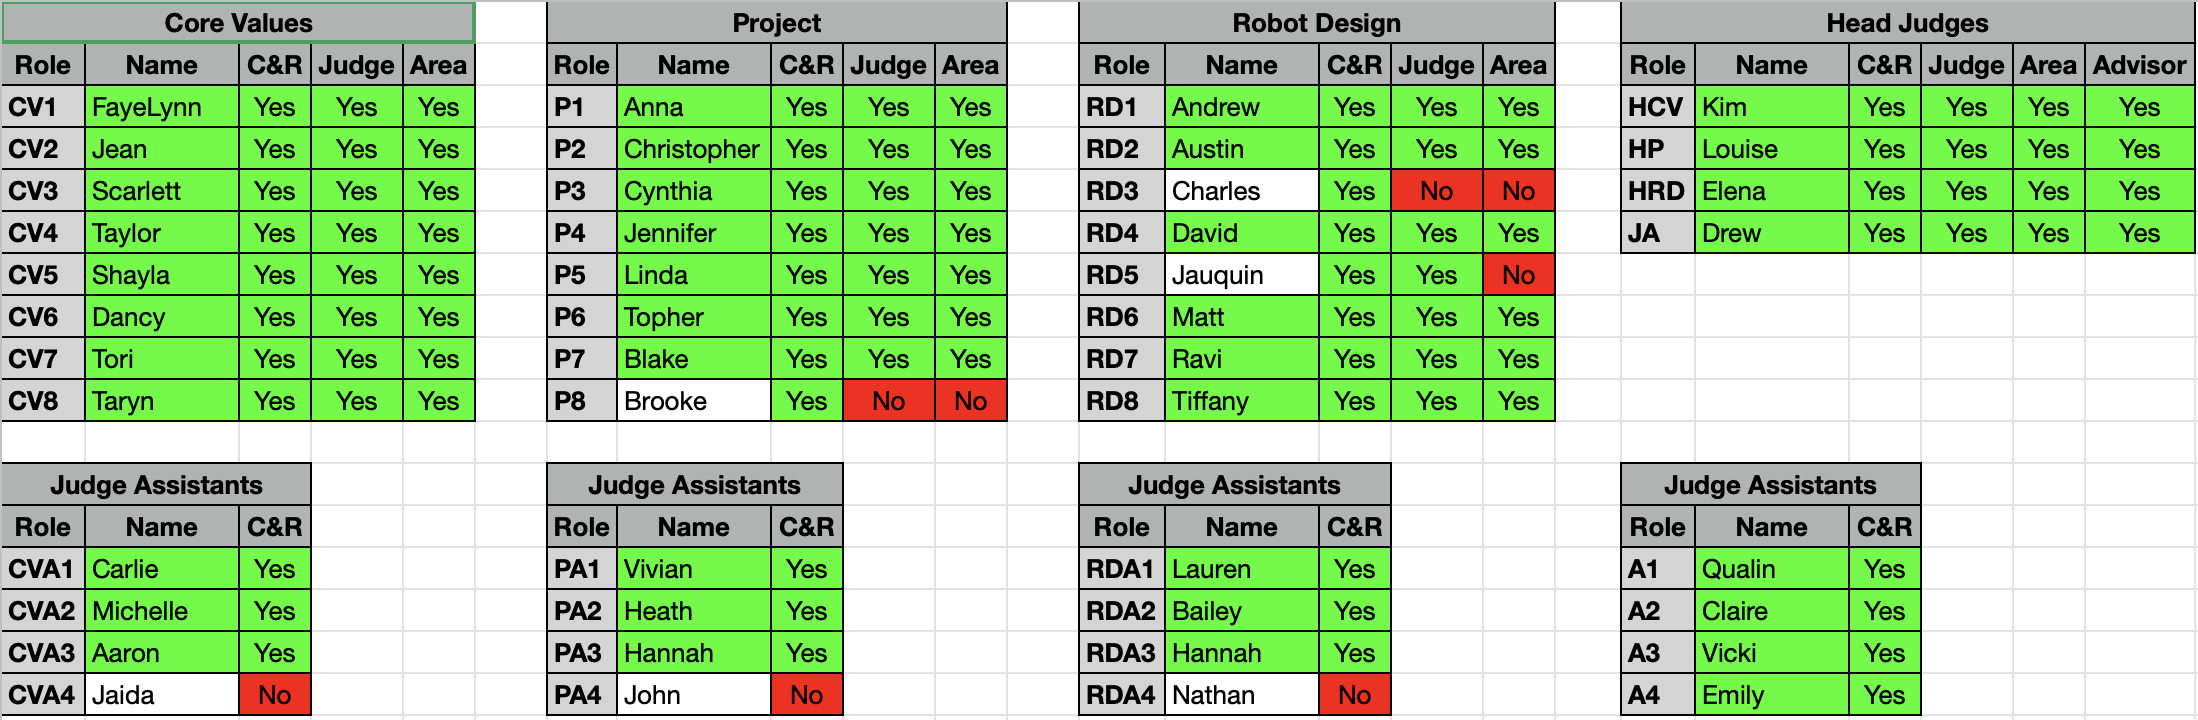 Core Values Project Robot Design Head Judges
Role Name C&R Judge Area Role Name C&R Judge Area Role Name C&R Judge Area Role Name C&R Judge Area Advisor
CV1 FayeLynn Yes Yes Yes P1 Anna Yes Yes Yes RD1 Andrew Yes Yes Yes HCV Kim Yes Yes Yes Yes
CV2 Jean Yes Yes Yes P2 Christopher Yes Yes Yes RD2 Austin Yes Yes Yes HP Louise Yes Yes Yes Yes
CV3 Scarlett Yes Yes Yes P3 Cynthia Yes Yes Yes RD3 Charles Yes No No HRD Elena Yes Yes Yes Yes
CV4 Taylor Yes Yes Yes P4 Jennifer Yes Yes Yes RD4 David Yes Yes Yes JA Drew Yes Yes Yes Yes
CV5 Shayla Yes Yes Yes P5 Linda Yes Yes Yes RD5 Jauquin Yes Yes No
CV6 Dancy Yes Yes Yes P6 Topher Yes Yes Yes RD6 Matt Yes Yes Yes
CV7 Tori Yes Yes Yes P7 Blake Yes Yes Yes RD7 Ravi Yes Yes Yes
CV8 Taryn Yes Yes Yes P8 Brooke Yes No No RD8 Tiffany Yes Yes Yes
Judge Assistants Judge Assistants Judge Assistants Judge Assistants
Role Name C&R Role Name C&R Role Name C&R Role Name C&R
CVA1 Carlie Yes PA1 Vivian Yes RDA1 Lauren Yes A1 Qualin Yes
CVA2 Michelle Yes PA2 Heath Yes RDA2 Bailey Yes A2 Claire Yes
CVA3 Aaron Yes PA3 Hannah Yes RDA3 Hannah Yes A3 Vicki Yes
CVA4 Jaida No PA4 John No RDA4 Nathan No A4 Emily Yes